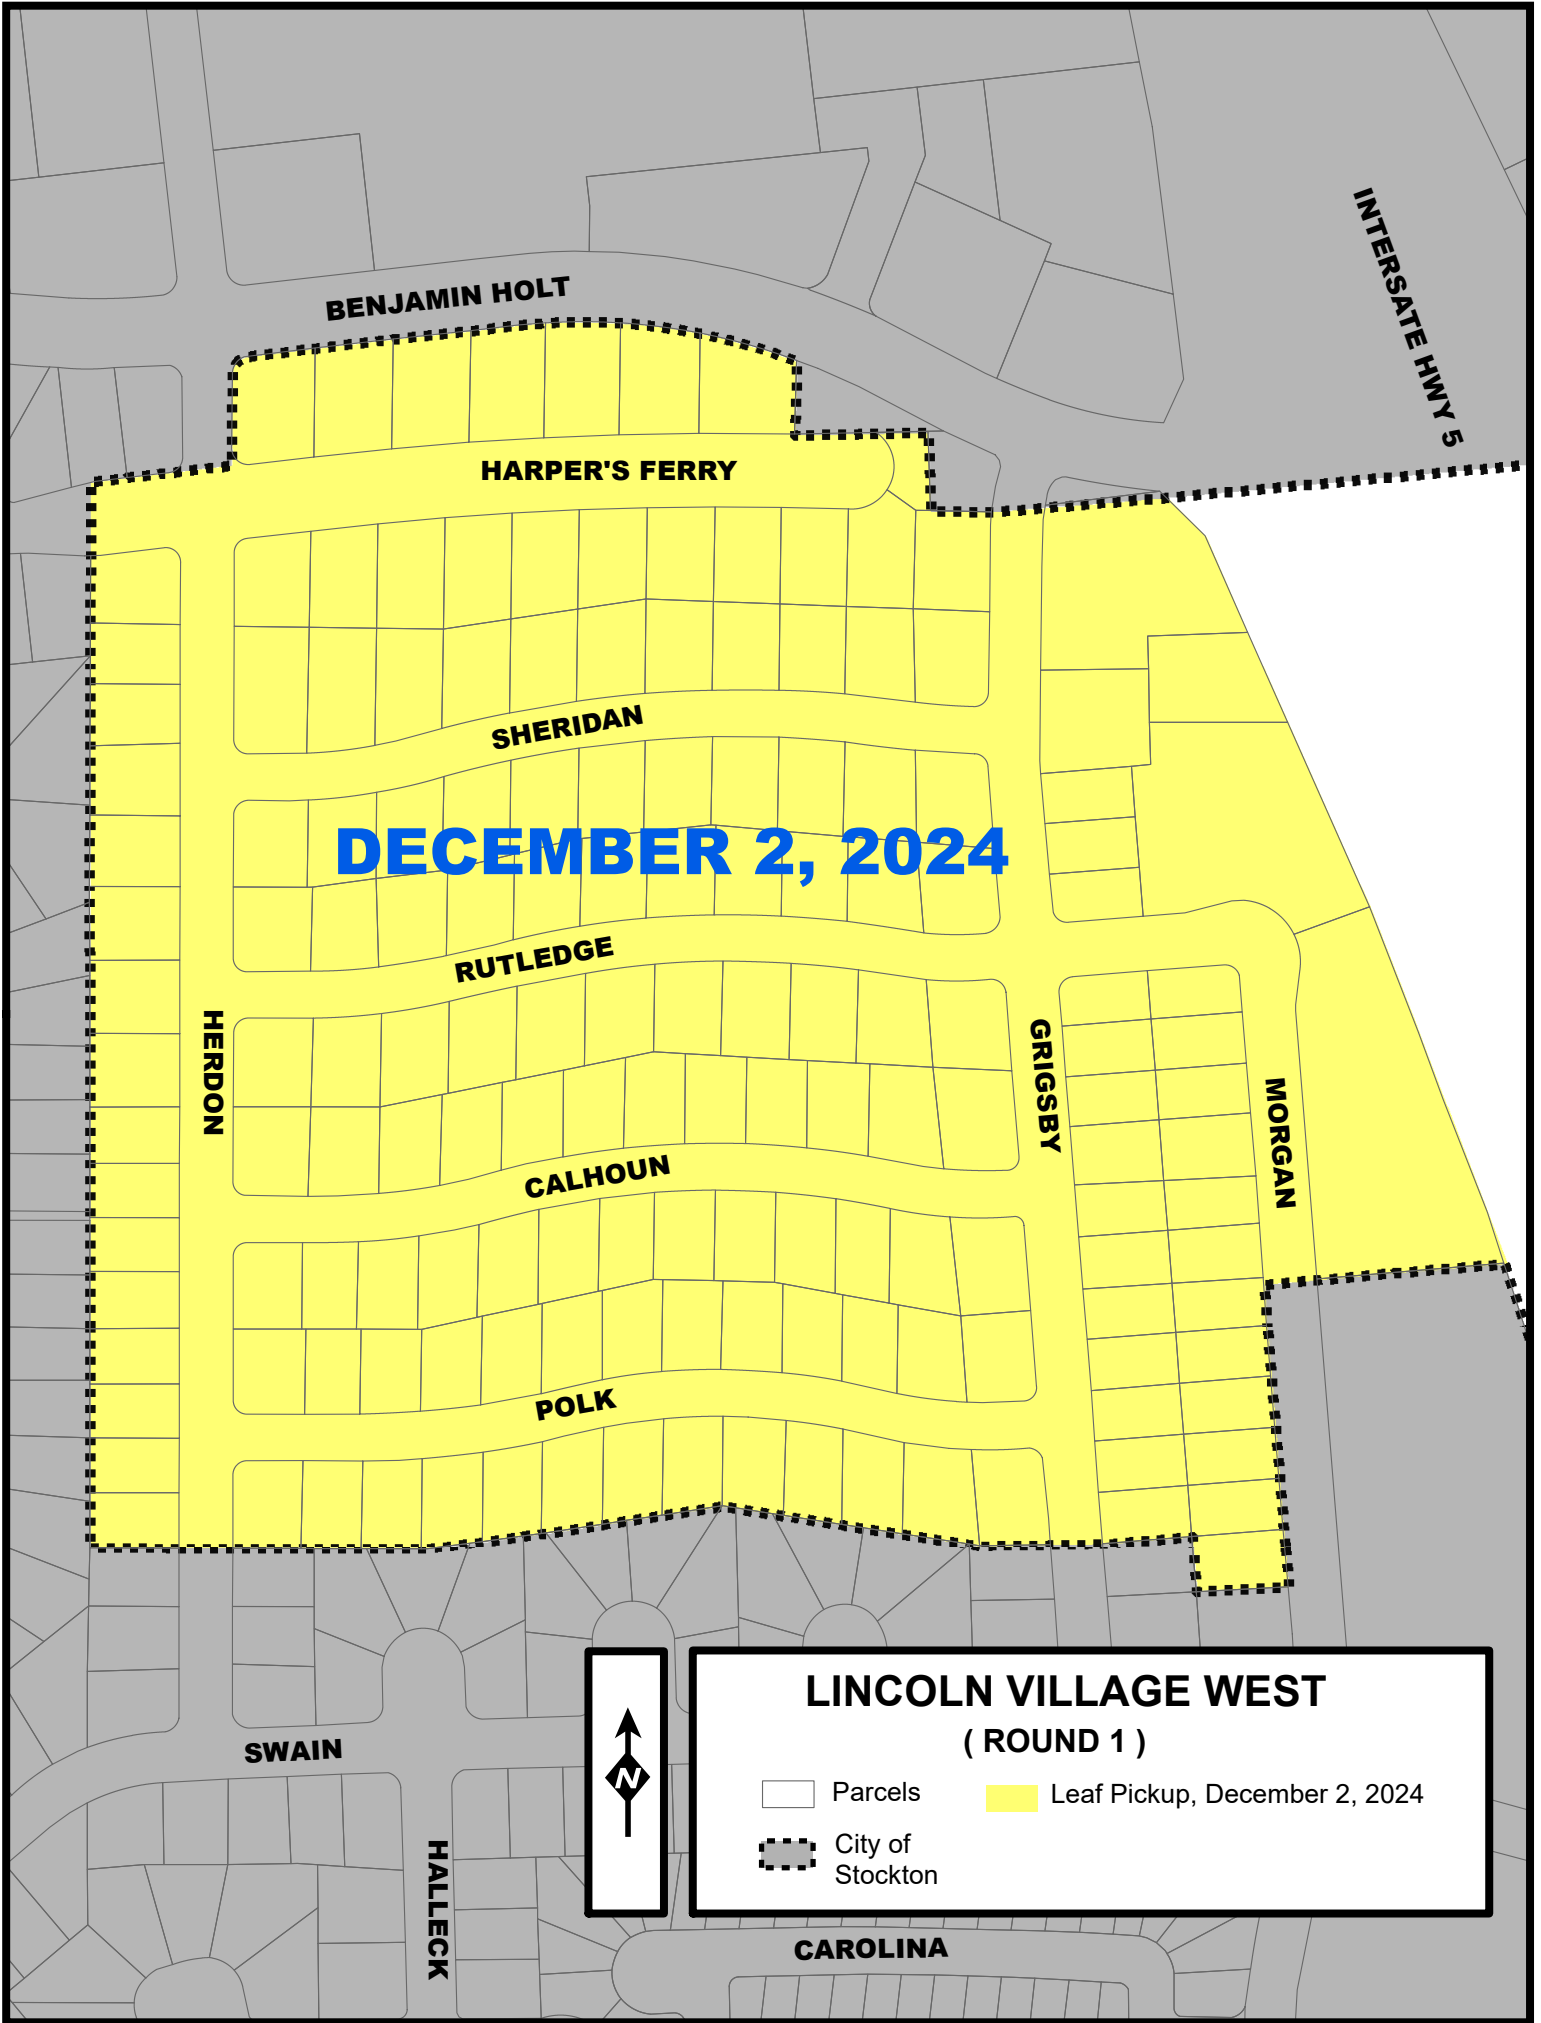 INTERSATE HWY 5
BENJAMIN HOLT
HARPER'S FERRY
SHERIDAN
DECEMBER 2, 2024
RUTLEDGE
HERDON
GRIGSBY
MORGAN
CALHOUN
POLK
SWAIN
HALLECK
CAROLINA
N
LINCOLN VILLAGE WEST
( ROUND 1 )
Parcels
Leaf Pickup, December 2, 2024
City of
Stockton